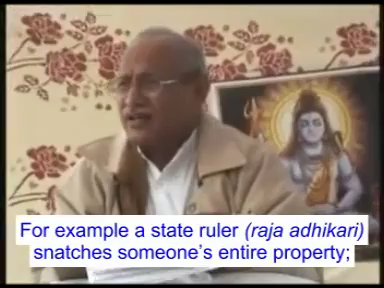 For example a state ruler (raja adhikari)
snatches someone's entire property;